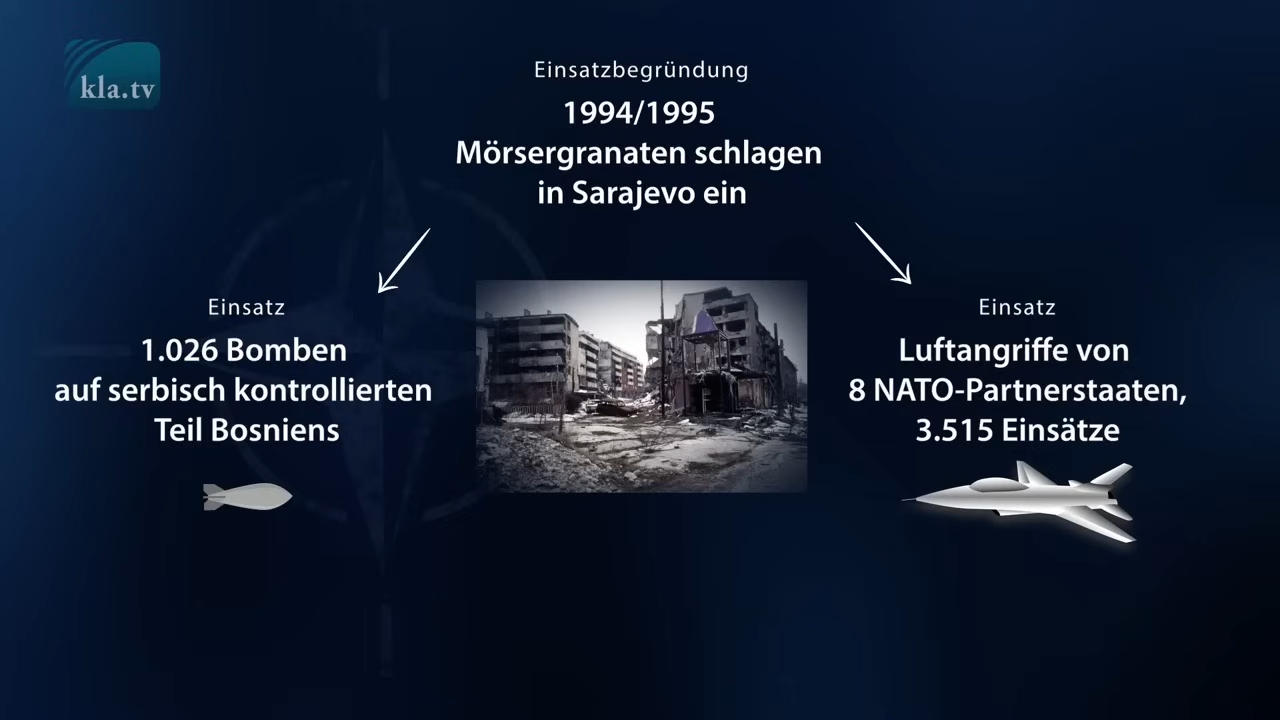 kla.tv
Einsatzbegründung
1994/1995
Mörsergranaten schlagen
in Sarajevo ein
Einsatz
1.026 Bomben
auf serbisch kontrollierten
Teil Bosniens
Einsatz
Luftangriffe von
8 NATO-Partnerstaaten,
3.515 Einsätze